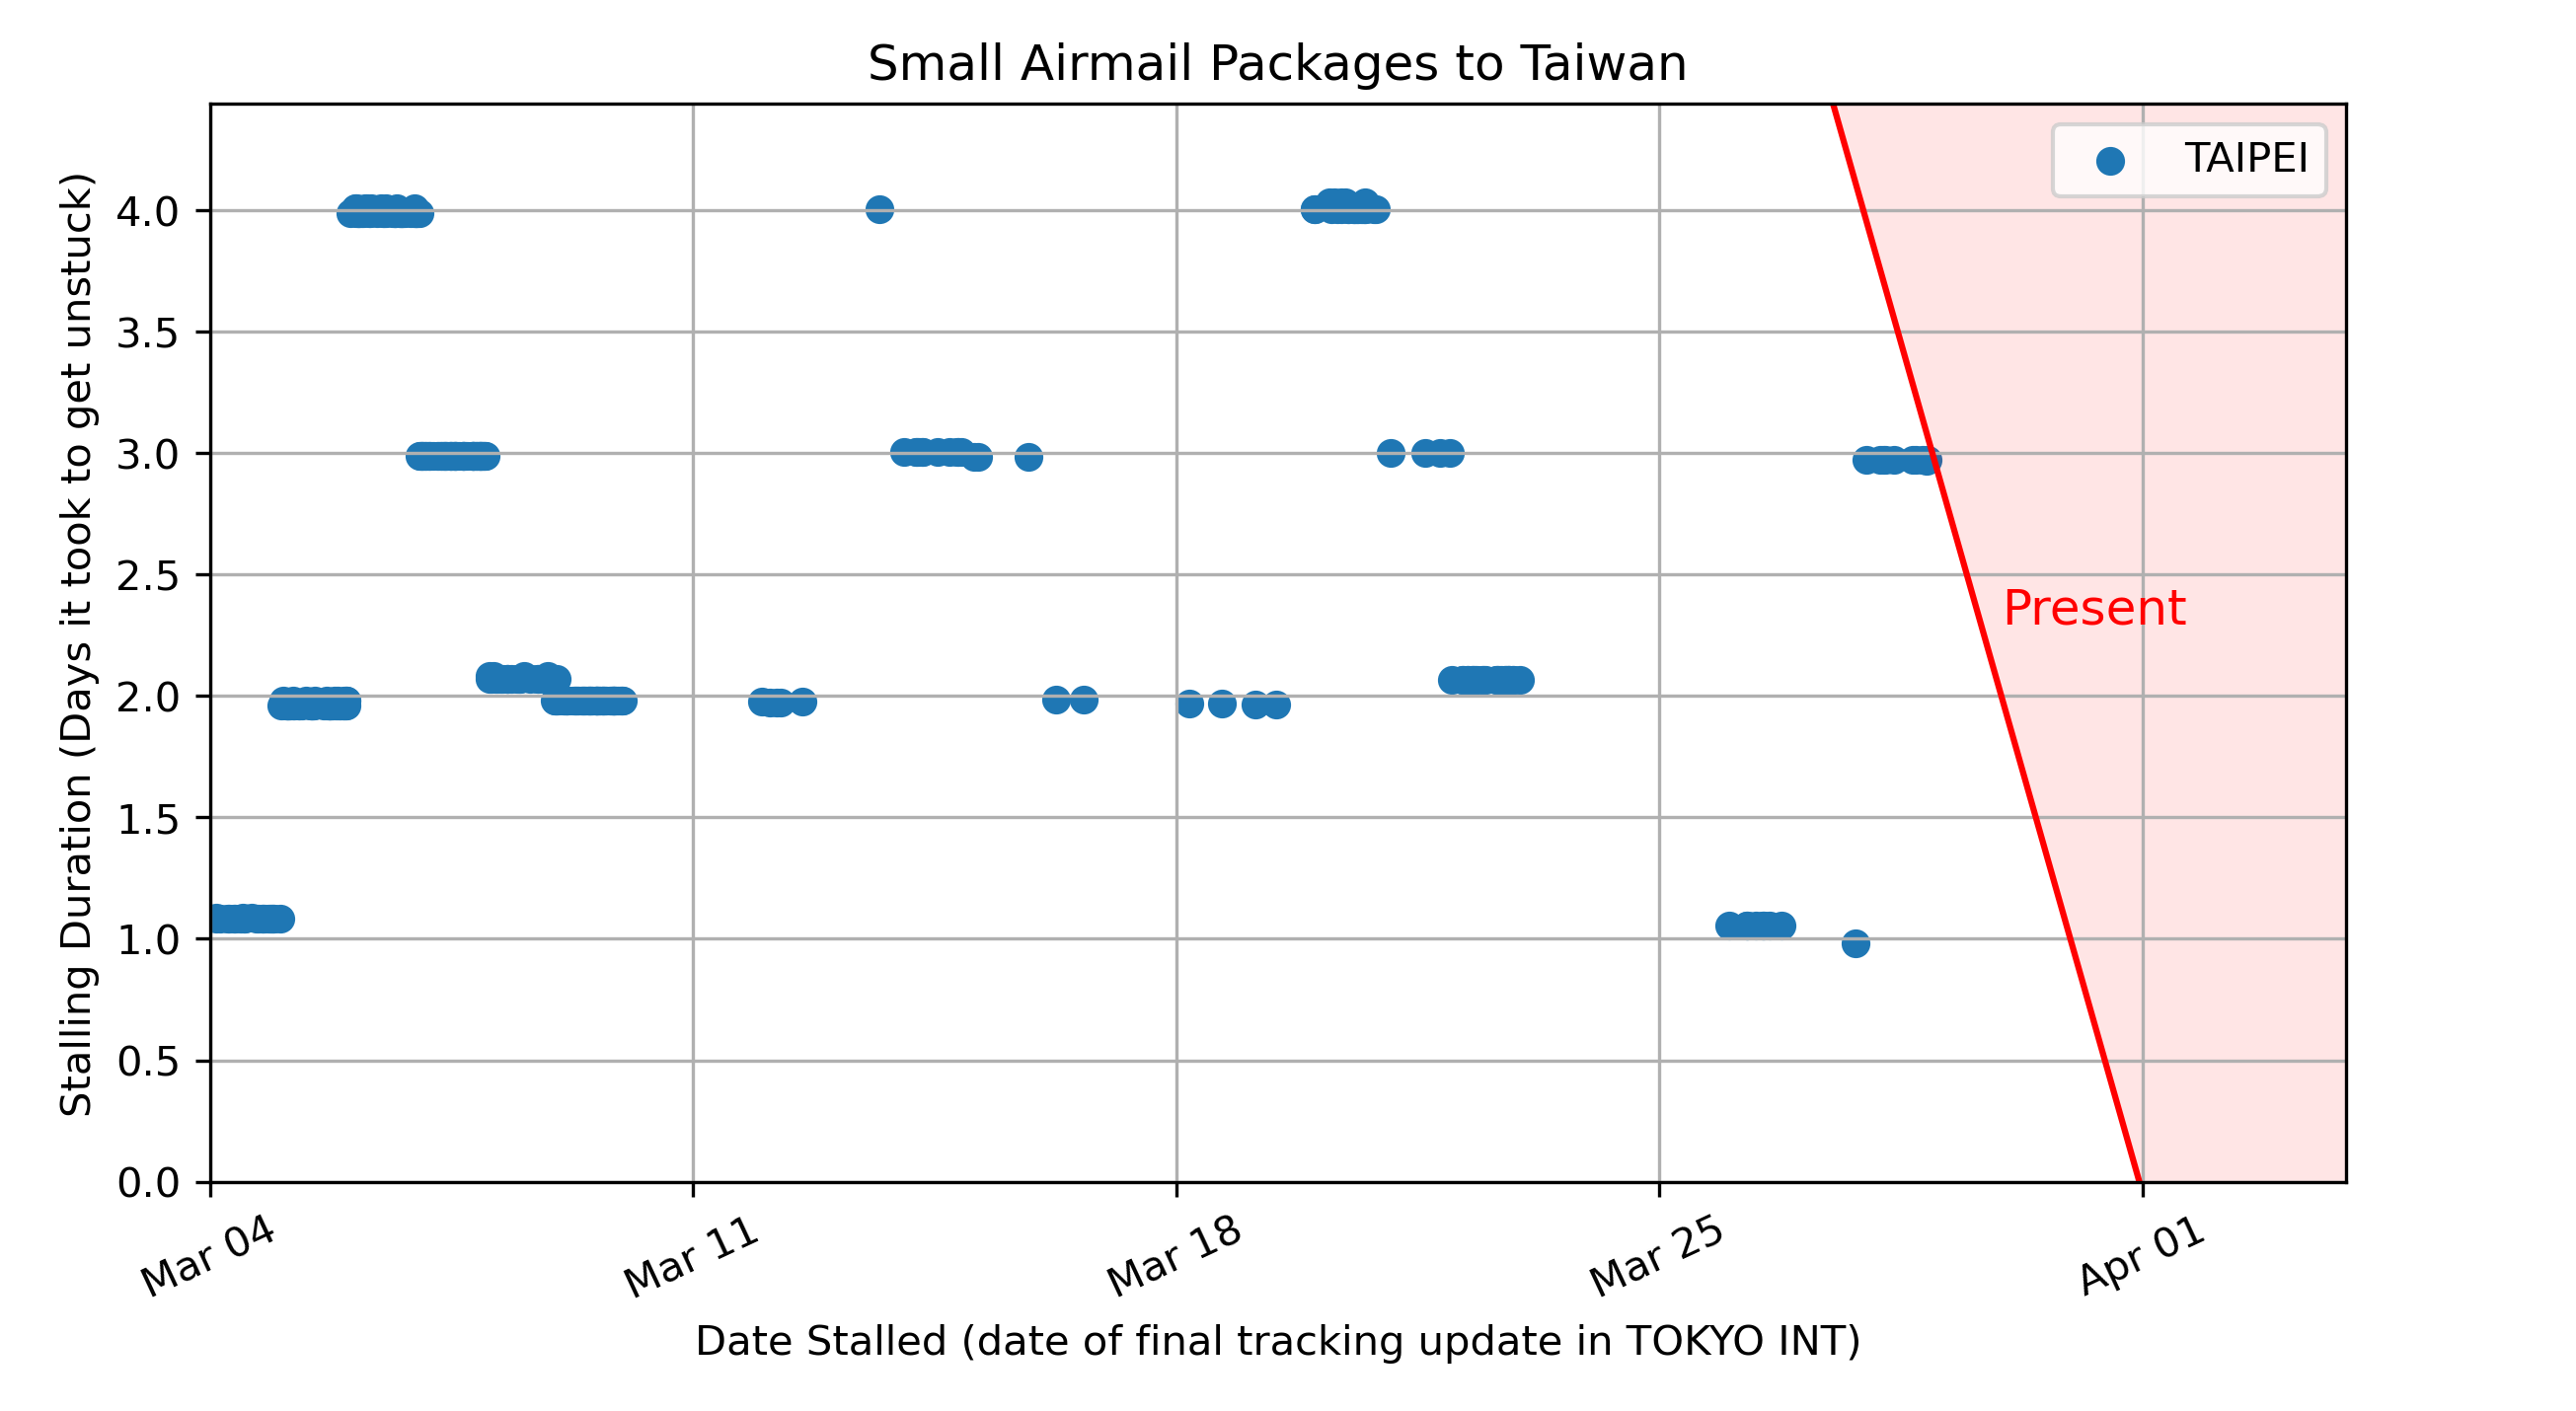 Small Airmail Packages to Taiwan
TAIPEI
Stalling Duration (Days it took to get unstuck)
4.0
3.5
3.0
2.5
2.0
1.5
1.0
0.5
0.0
Present
Mar 04
Mar 11
Mar 18
Mar 25
Apr 01
Date Stalled (date of final tracking update in TOKYO INT)